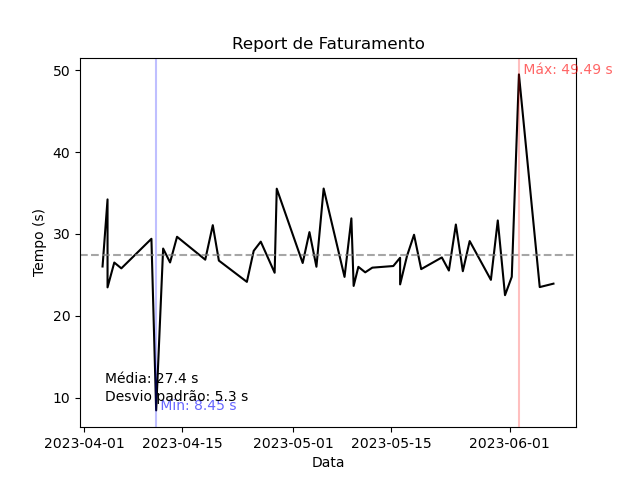 Report de Faturamento
Máx: 49.49 s
50
40
30
20
10
Tempo (s)
Média: 27.4 s
Desvio padrão: 5.3 s
Mín: 8.45 s
2023-04-01 2023-04-15 2023-05-01 2023-05-15 2023-06-01
Data